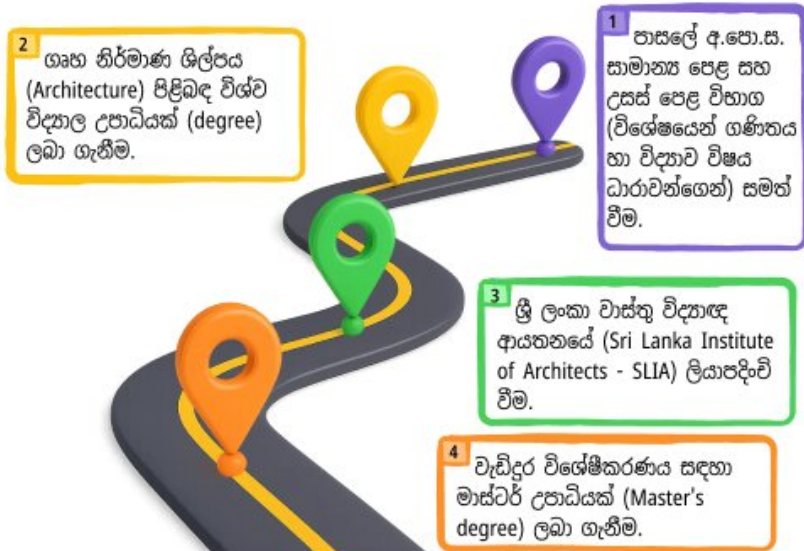 1
පාසලේ අ.පො.ස.
සාමාන්‍ය පෙළ සහ
උසස් පෙළ විභාග
(විශේෂයෙන් ගණිතය
හා විද්‍යාව විෂය
ධාරාවන්ගෙන්) සමත්
වීම.
2
ගෘහ නිර්මාණ ශිල්පය
(Architecture) පිළිබඳ විශ්ව
විද්‍යාල උපාධියක් (degree)
ලබා ගැනීම.
3
ශ්‍රී ලංකා වාස්තු විද්‍යාඥ
ආයතනයේ (Sri Lanka Institute
of Architects - SLIA) ලියාපදිංචි
වීම.
4
වැඩිදුර විශේෂීකරණය සඳහා
මාස්ටර් උපාධියක් (Master's
degree) ලබා ගැනීම.